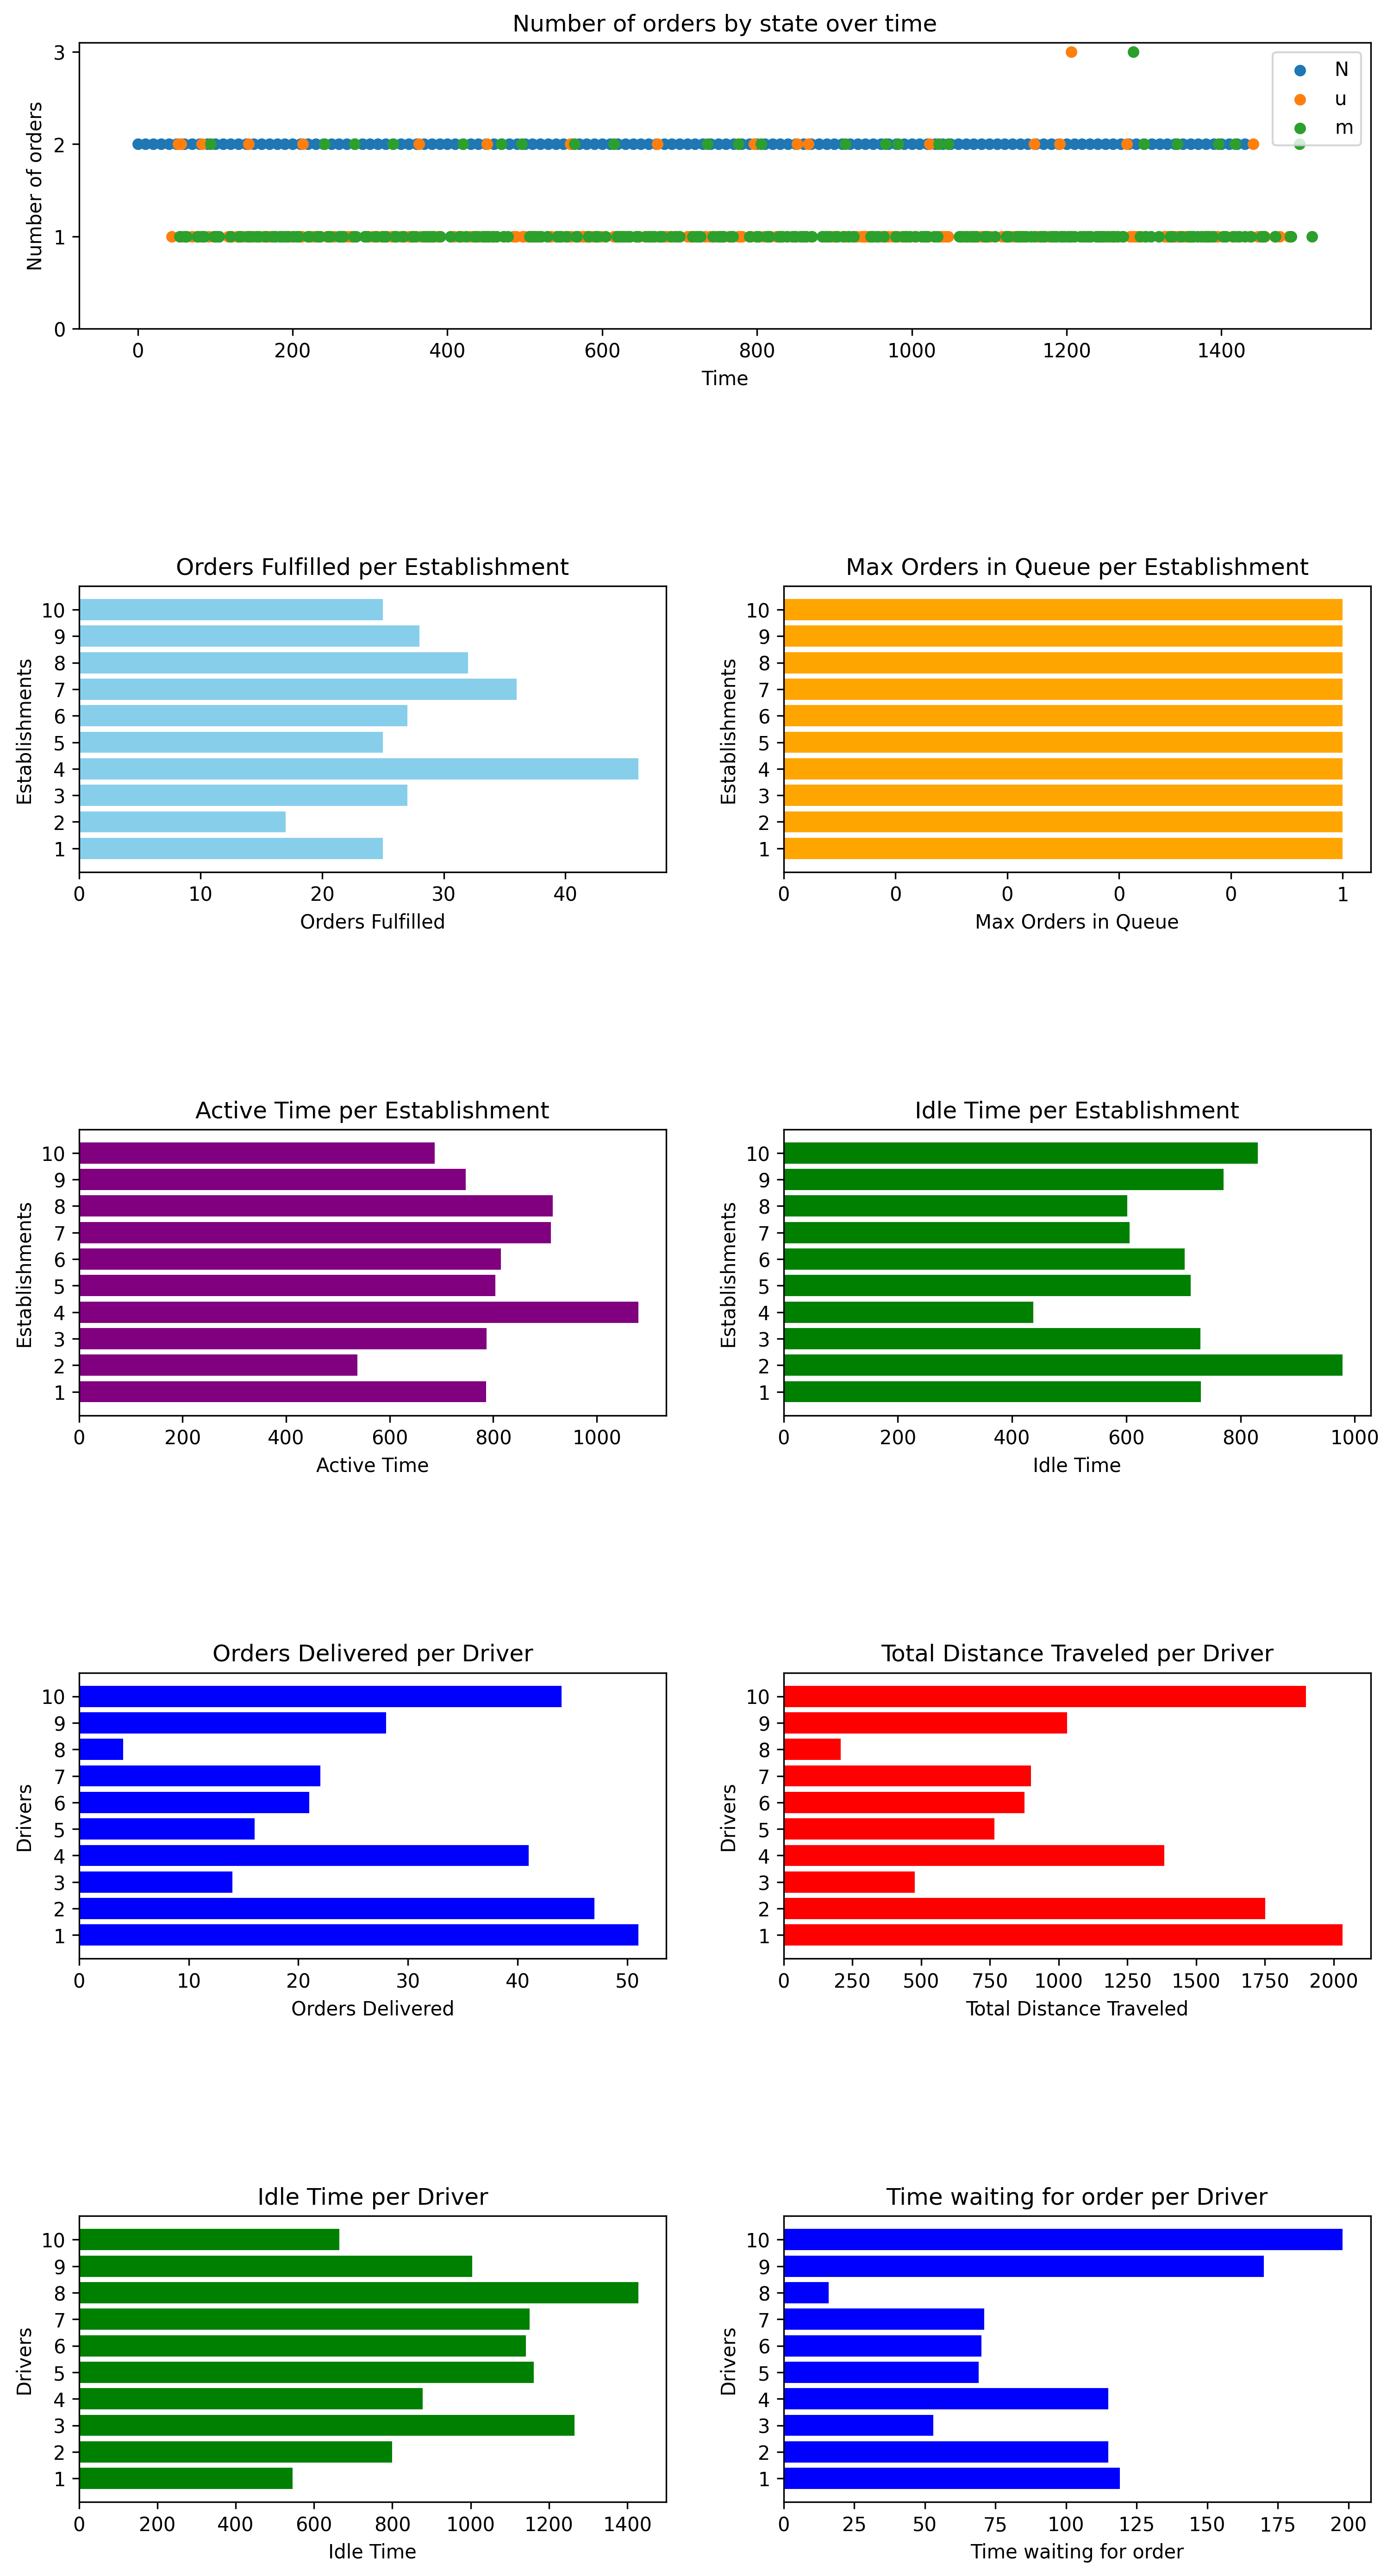 Number of orders by state over time
Number of orders
3
2
1
0
N
u
m
0 200 400 600 800 1000 1200 1400
Time
Orders Fulfilled per Establishment
Establishments
10
9
8
7
6
5
4
3
2
1
0 10 20 30 40
Orders Fulfilled
Max Orders in Queue per Establishment
Establishments
10
9
8
7
6
5
4
3
2
1
0 0 0 0 0 1
Max Orders in Queue
Active Time per Establishment
Establishments
10
9
8
7
6
5
4
3
2
1
0 200 400 600 800 1000
Active Time
Idle Time per Establishment
Establishments
10
9
8
7
6
5
4
3
2
1
0 200 400 600 800 1000
Idle Time
Orders Delivered per Driver
Drivers
10
9
8
7
6
5
4
3
2
1
0 10 20 30 40 50
Orders Delivered
Total Distance Traveled per Driver
Drivers
10
9
8
7
6
5
4
3
2
1
0 250 500 750 1000 1250 1500 1750 2000
Total Distance Traveled
Idle Time per Driver
Drivers
10
9
8
7
6
5
4
3
2
1
0 200 400 600 800 1000 1200 1400
Idle Time
Time waiting for order per Driver
Drivers
10
9
8
7
6
5
4
3
2
1
0 25 50 75 100 125 150 175 200
Time waiting for order